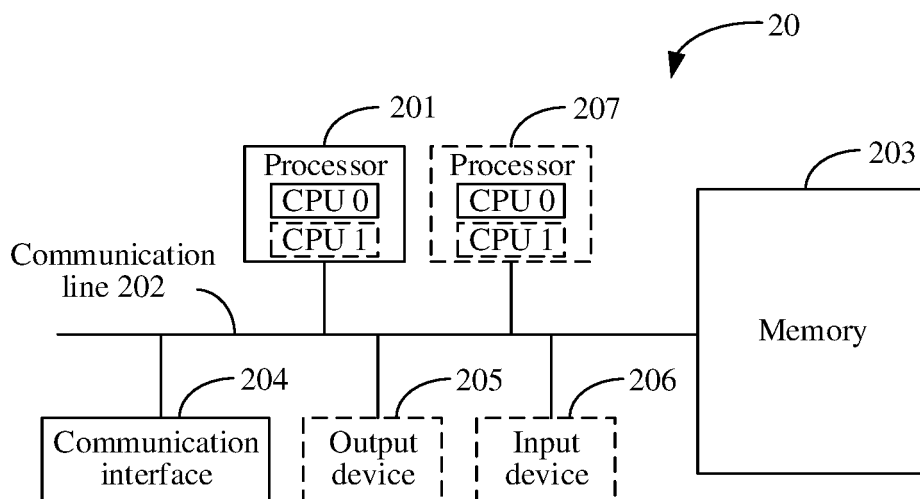 20
201
207
203
Processor
CPU 0
CPU 1
Processor
CPU 0
CPU 1
Communication
line 202
Memory
204
205
206
Communication
interface
Output
device
Input
device